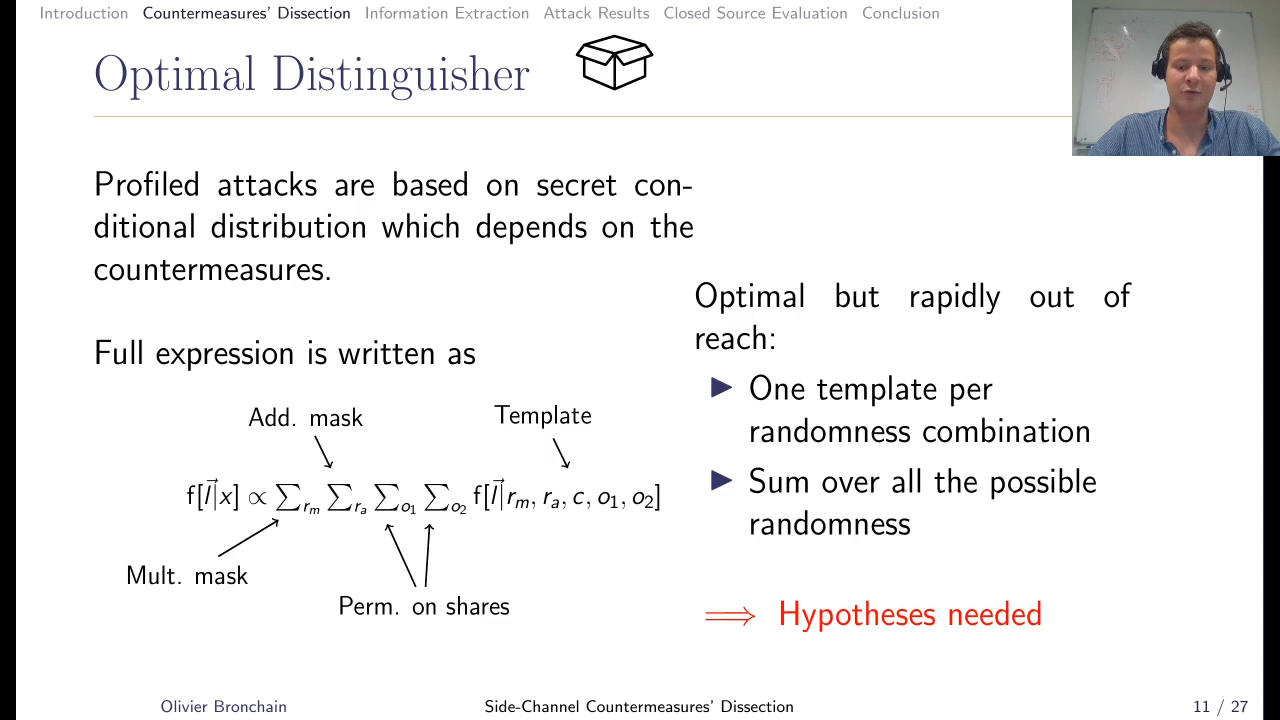 Introduction Countermeasures' Dissection Information Extraction Attack Results Closed Source Evaluation Conclusion
Optimal Distinguisher
Profiled attacks are based on secret con-
ditional distribution which depends on the
countermeasures.
Full expression is written as
Add. mask
Template
f[l⃗|x] ∝ ∑rm ∑ra ∑o1 ∑o2 f[l⃗|rm, ra, c, o1, o2]
Mult. mask
Perm. on shares
Optimal but rapidly out of
reach:
▶ One template per
randomness combination
▶ Sum over all the possible
randomness
⟹ Hypotheses needed
Olivier Bronchain
Side-Channel Countermeasures' Dissection
11 / 27